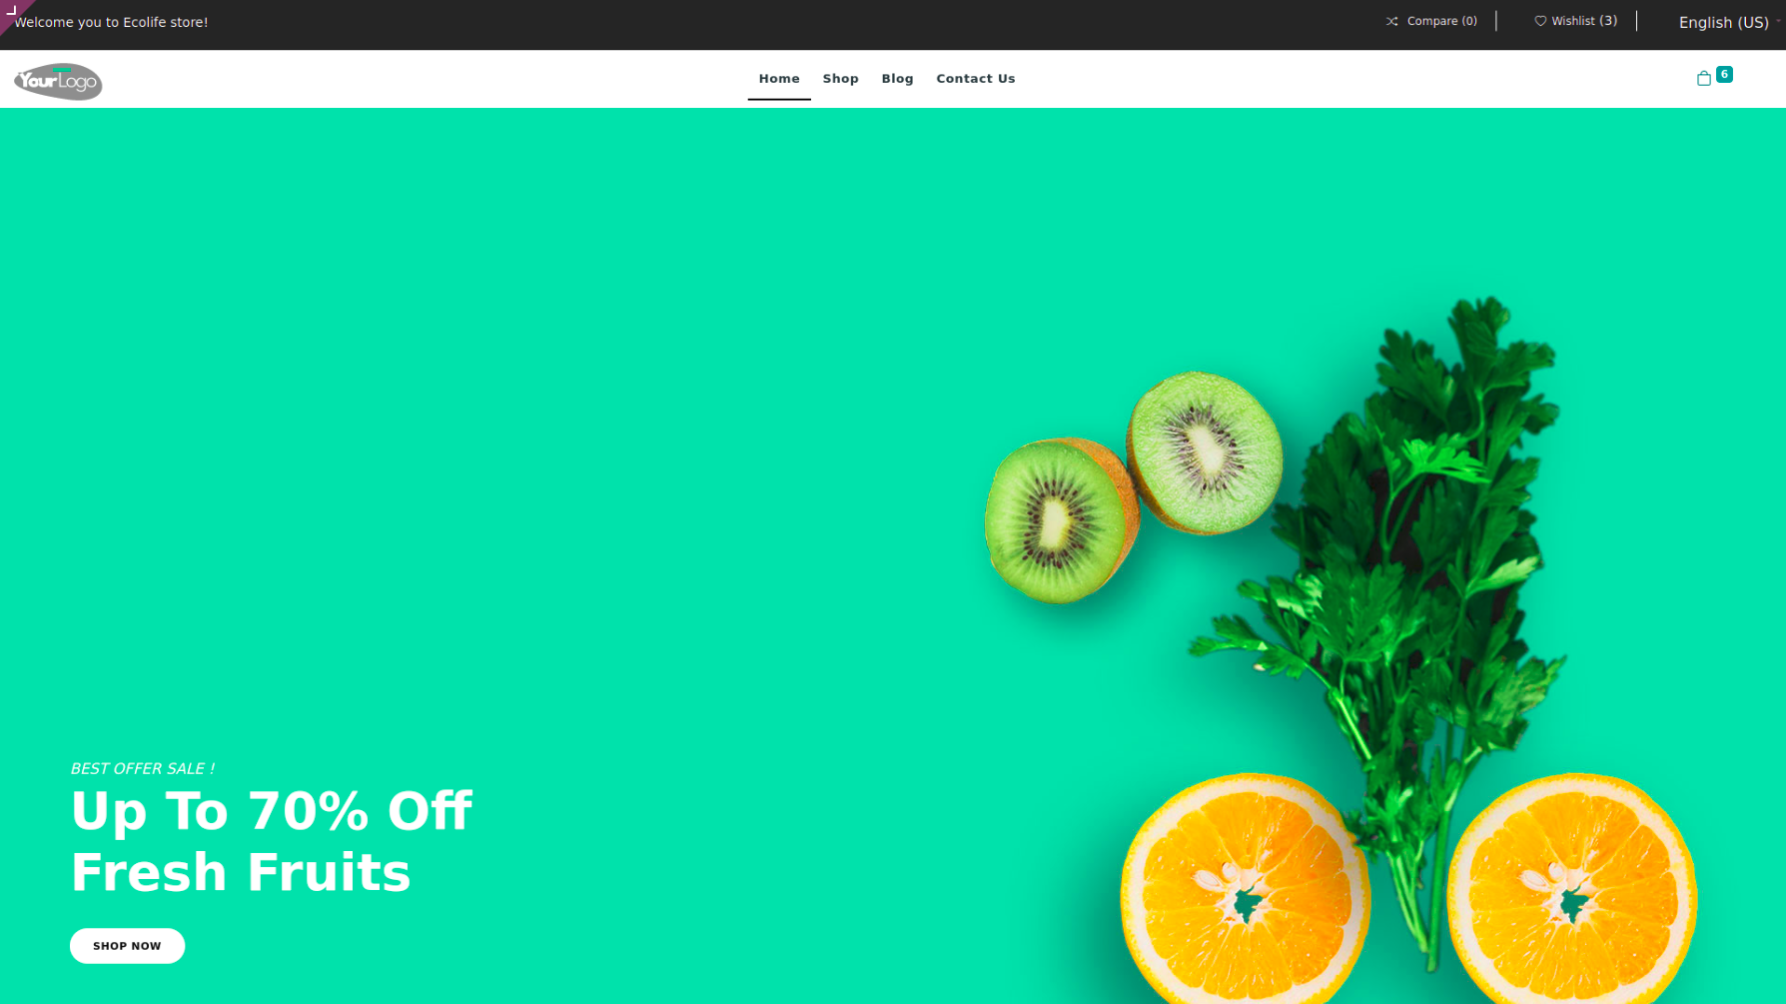 Welcome you to Ecolife store!
Compare (0)
Wishlist (3)
English (US)
YourLogo
Home
Shop
Blog
Contact Us
6
BEST OFFER SALE !
Up To 70% Off
Fresh Fruits
SHOP NOW